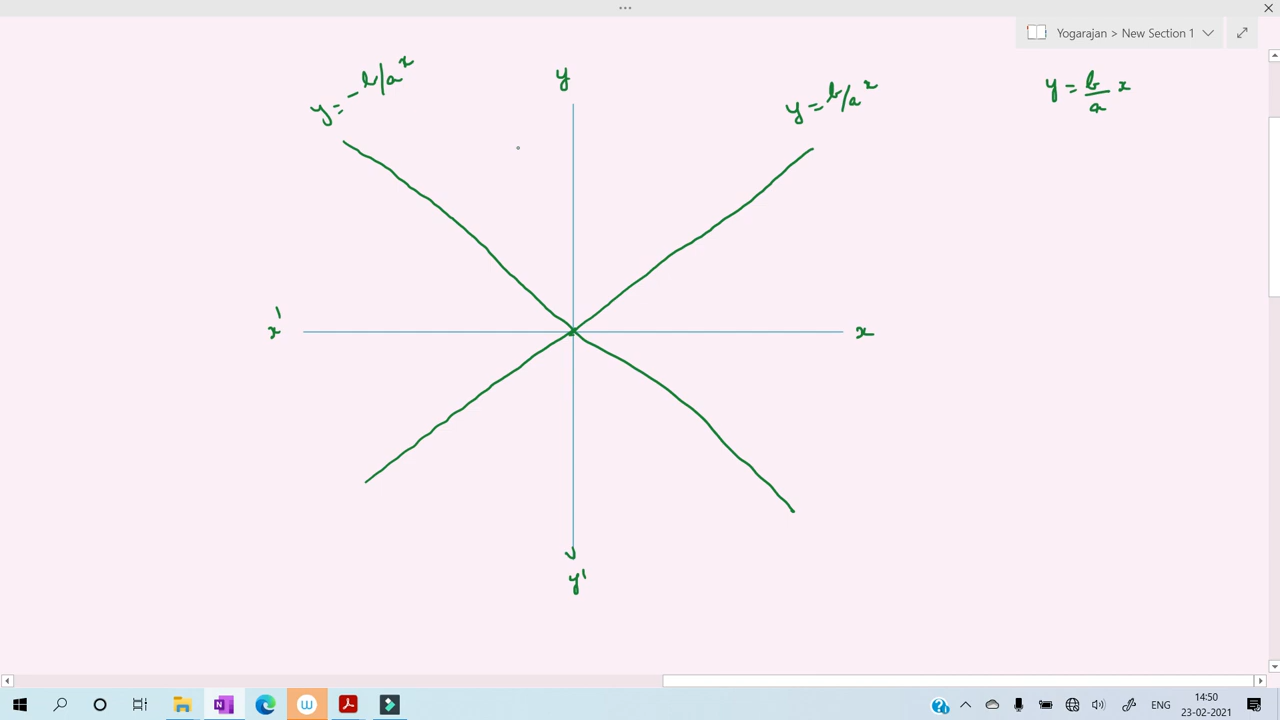 Yogarajan > New Section 1
y = -b/a x
y
y = b/a x
y = b/a x
x'
x
y'
ENG
14:50
23-02-2021